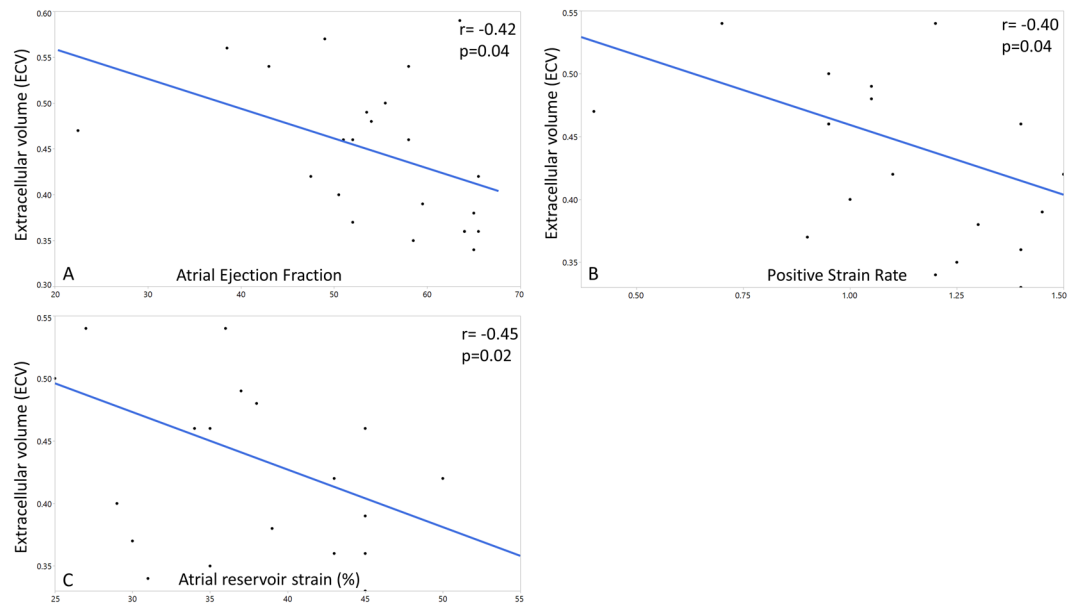 0.60
0.55
0.50
0.45
0.40
0.35
0.30
Extracellular volume (ECV)
r= -0.42
p=0.04
A
Atrial Ejection Fraction
20 30 40 50 60 70
0.55
0.50
0.45
0.40
0.35
Extracellular volume (ECV)
r= -0.40
p=0.04
B
Positive Strain Rate
0.50 0.75 1.00 1.25 1.50
0.55
0.50
0.45
0.40
0.35
Extracellular volume (ECV)
r= -0.45
p=0.02
C
Atrial reservoir strain (%)
25 30 35 40 45 50 55